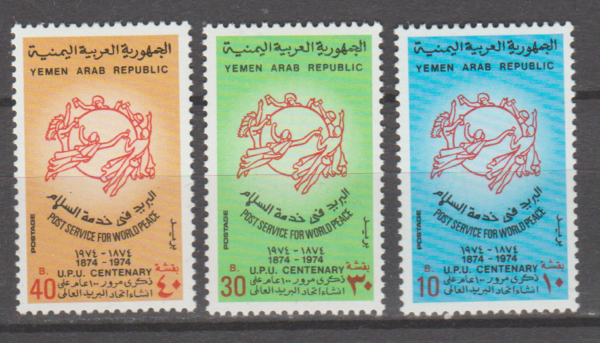 الجمهورية العربية اليمنية
YEMEN ARAB REPUBLIC
البريد في خدمة السلام
POST SERVICE FOR WORLD PEACE
POSTAGE
بريد
١٨٧٤-١٩٧٤
1874 - 1974
B. U.P.U. CENTENARY بقشة
40 ذكرى مرور ١٠٠ عام على ٤٠
انشاء اتحاد البريد العالمى
الجمهورية العربية اليمنية
YEMEN ARAB REPUBLIC
البريد في خدمة السلام
POST SERVICE FOR WORLD PEACE
POSTAGE
بريد
١٨٧٤-١٩٧٤
1874 - 1974
B. U.P.U. CENTENARY بقشة
30 ذكرى مرور ١٠٠ عام على ٣٠
انشاء اتحاد البريد العالمى
الجمهورية العربية اليمنية
YEMEN ARAB REPUBLIC
البريد في خدمة السلام
POST SERVICE FOR WORLD PEACE
POSTAGE
بريد
١٨٧٤-١٩٧٤
1874 - 1974
B. U.P.U. CENTENARY بقشة
10 ذكرى مرور ١٠٠ عام على ١٠
انشاء اتحاد البريد العالمى